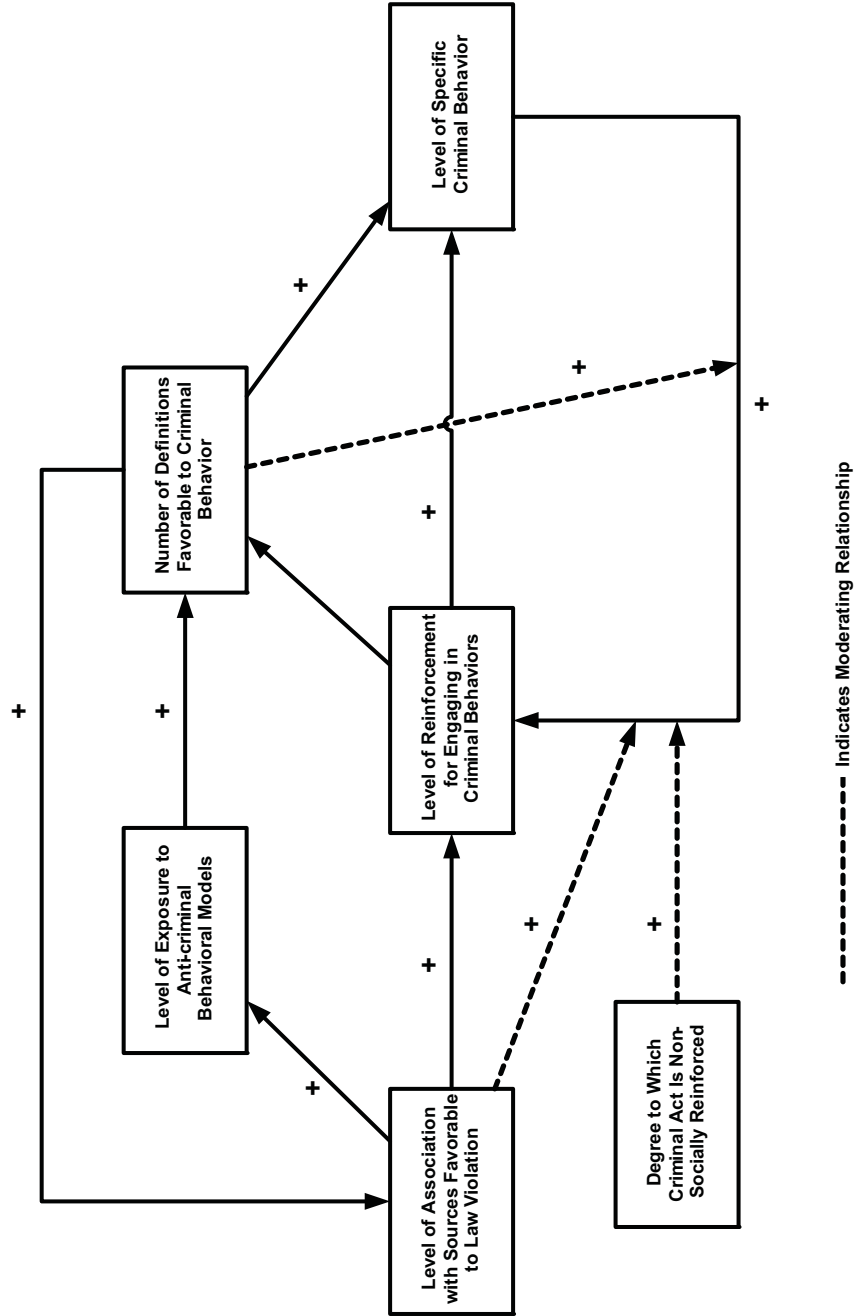 +
Level of Exposure to
Anti-criminal
Behavioral Models
+
Number of Definitions
Favorable to Criminal
Behavior
+
+
Level of Association
with Sources Favorable
to Law Violation
+
Level of Reinforcement
for Engaging in
Criminal Behaviors
+
+
Level of Specific
Criminal Behavior
+
Degree to Which
Criminal Act Is Non-
Socially Reinforced
+
+
Indicates Moderating Relationship